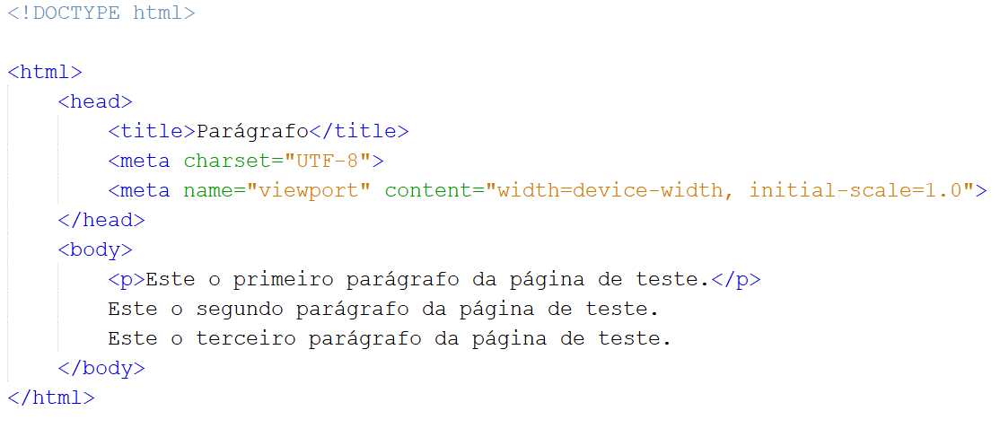 <!DOCTYPE html>
<html>
<head>
<title>Parágrafo</title>
<meta charset="UTF-8">
<meta name="viewport" content="width=device-width, initial-scale=1.0">
</head>
<body>
<p>Este o primeiro parágrafo da página de teste.</p>
Este o segundo parágrafo da página de teste.
Este o terceiro parágrafo da página de teste.
</body>
</html>